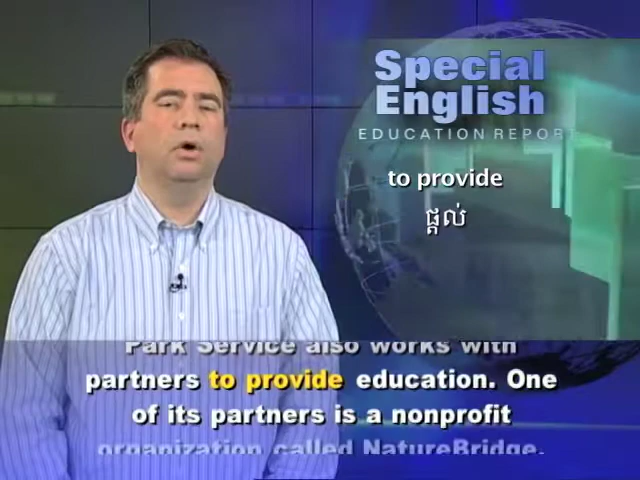 Special
English
EDUCATION REPORT
to provide
ផ្ដល់
Park Service also works with
partners to provide education. One
of its partners is a nonprofit
organization called NatureBridge.